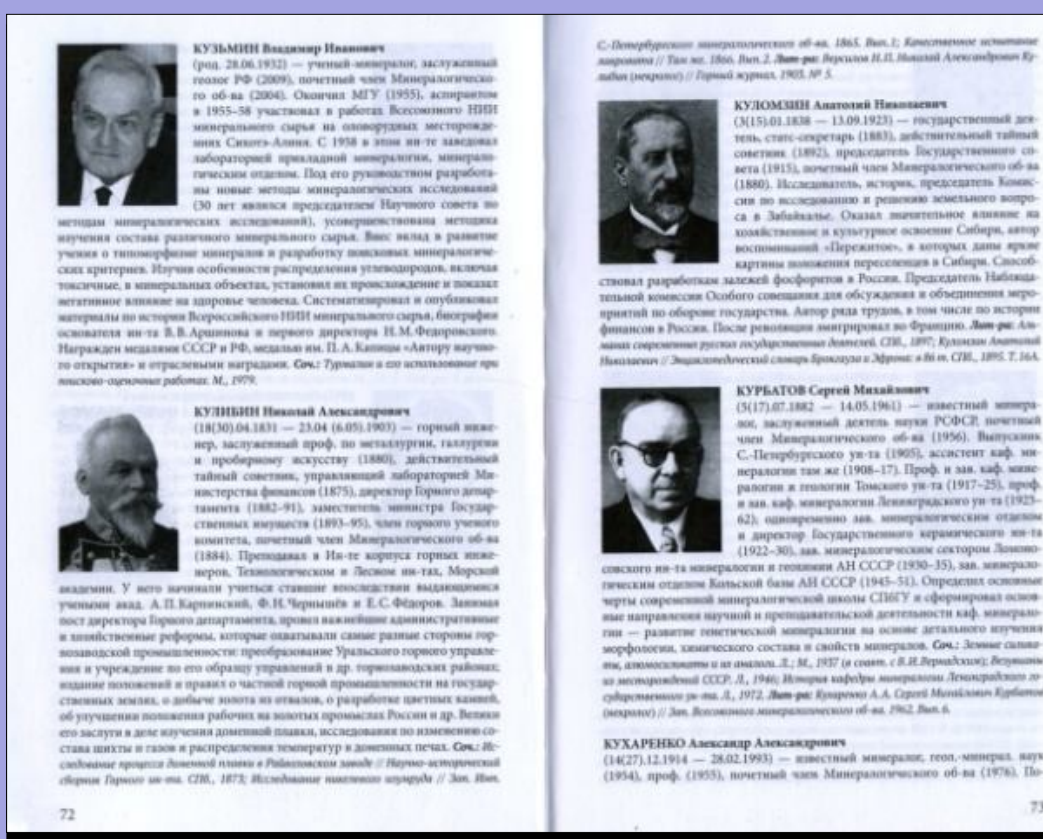 КУЗЬМИН Владимир Иванович
(род. 28.06.1932) — ученый-минералог, заслуженный
геолог РФ (2009), почетный член Минералогическо-
го об-ва (2004). Окончил МГУ (1955), аспирантом
в 1955–58 участвовал в работах Всесоюзного НИИ
минерального сырья на оловорудных месторожде-
ниях Сихотэ-Алиня. С 1958 в этом ин-те заведовал
лабораторией прикладной минералогии, минерало-
гическим отделом. Под его руководством разработа-
ны новые методы минералогических исследований
(30 лет являлся председателем Научного совета по
методам минералогических исследований), усовершенствована методика
изучения состава различного минерального сырья. Внес вклад в развитие
учения о типоморфизме минералов и разработку поисковых минералогиче-
ских критериев. Изучив особенности распределения углеводородов, включая
токсичные, в минеральных объектах, установил их происхождение и показал
негативное влияние на здоровье человека. Систематизировал и опубликовал
материалы по истории Всероссийского НИИ минерального сырья, биографии
основателя ин-та В.В.Аршинова и первого директора Н.М.Федоровского.
Награжден медалями СССР и РФ, медалью им. П.А.Капицы «Автору научно-
го открытия» и отраслевыми наградами. Соч.: Турмалин и его использование при
поисково-оценочных работах. М., 1979.
КУЛИБИН Николай Александрович
(18(30).04.1831 — 23.04 (6.05).1903) — горный инже-
нер, заслуженный проф. по металлургии, галлургии
и пробирному искусству (1880), действительный
тайный советник, управляющий лабораторией Ми-
нистерства финансов (1875), директор Горного депар-
тамента (1882–91), заместитель министра Государ-
ственных имуществ (1893–95), член горного ученого
комитета, почетный член Минералогического об-ва
(1884). Преподавал в Ин-те корпуса горных инже-
неров, Технологическом и Лесном ин-тах, Морской
академии. У него начинали учиться ставшие впоследствии выдающимися
учеными акад. А.П.Карпинский, Ф.Н.Чернышёв и Е.С.Фёдоров. Занимая
пост директора Горного департамента, провел важнейшие административные
и хозяйственные реформы, которые охватывали самые разные стороны гор-
нозаводской промышленности: преобразование Уральского горного управле-
ния и учреждение по его образцу управлений в др. горнозаводских районах;
издание положений и правил о частной горной промышленности на государ-
ственных землях, о добыче золота из отвалов, о разработке цветных камней,
об улучшении положения рабочих на золотых промыслах России и др. Велики
его заслуги в деле изучения доменной плавки, исследования по изменению со-
става шихты и газов и распределения температур в доменных печах. Соч.: Ис-
следование процесса доменной плавки в Райволовском заводе // Научно-исторический
сборник Горного ин-та. СПб., 1873; Исследование никелевого шпурфа // Зап. Имп.
72
С.-Петербургского минералогического об-ва. 1865. Вып.1; Качественное испытание
лавровита // Там же. 1866. Вып.2. Лит-ра: Версилов Н.П. Николай Александрович Ку-
либин (некролог) // Горный журнал. 1903. № 5.
КУЛОМЗИН Анатолий Николаевич
(3(15).01.1838 — 13.09.1923) — государственный дея-
тель, статс-секретарь (1883), действительный тайный
советник (1892), председатель Государственного со-
вета (1915), почетный член Минералогического об-ва
(1880). Исследователь, историк, председатель Комис-
сии по исследованию и решению земельного вопро-
са в Забайкалье. Оказал значительное влияние на
хозяйственное и культурное освоение Сибири, автор
воспоминаний «Пережитое», в которых даны яркие
картины положения переселенцев в Сибири. Способ-
ствовал разработкам залежей фосфоритов в России. Председатель Наблюда-
тельной комиссии Особого совещания для обсуждения и объединения меро-
приятий по обороне государства. Автор ряда трудов, в том числе по истории
финансов в России. После революции эмигрировал во Францию. Лит-ра: Аль-
манах современных русских государственных деятелей. СПб., 1897; Куломзин Анатолий
Николаевич // Энциклопедический словарь Брокгауза и Эфрона: в 86 т. СПб., 1895. Т. 16А.
КУРБАТОВ Сергей Михайлович
(5(17).07.1882 — 14.05.1961) — известный минера-
лог, заслуженный деятель науки РСФСР, почетный
член Минералогического об-ва (1956). Выпускник
С.-Петербургского ун-та (1905), ассистент каф. ми-
нералогии там же (1908–17). Проф. и зав. каф. мине-
ралогии и геологии Томского ун-та (1917–25), проф.
и зав. каф. минералогии Ленинградского ун-та (1923–
62); одновременно зав. минералогическим отделом
и директор Государственного керамического ин-та
(1922–30), зав. минералогическим сектором Ломоно-
совского ин-та минералогии и геохимии АН СССР (1930–35), зав. минерало-
гическим отделом Кольской базы АН СССР (1945–51). Определил основные
черты современной минералогической школы СПбГУ и сформировал основ-
ные направления научной и преподавательской деятельности каф. минерало-
гии — развитие генетической минералогии на основе детального изучения
морфологии, химического состава и свойств минералов. Соч.: Земные силика-
ты, алюмосиликаты и их аналоги. Л.; М., 1937 (в соавт. с В.И.Вернадским); Везувианы
из месторождений СССР. Л., 1946; История кафедры минералогии Ленинградского го-
сударственного ун-та. Л., 1972. Лит-ра: Кухаренко А.А. Сергей Михайлович Курбатов
(некролог) // Зап. Всесоюзного минералогического об-ва. 1962. Вып. 6.
КУХАРЕНКО Александр Александрович
(14(27).12.1914 — 28.02.1993) — известный минералог, геол.-минерал. наук
(1954), проф. (1955), почетный член Минералогического об-ва (1976). По-
73